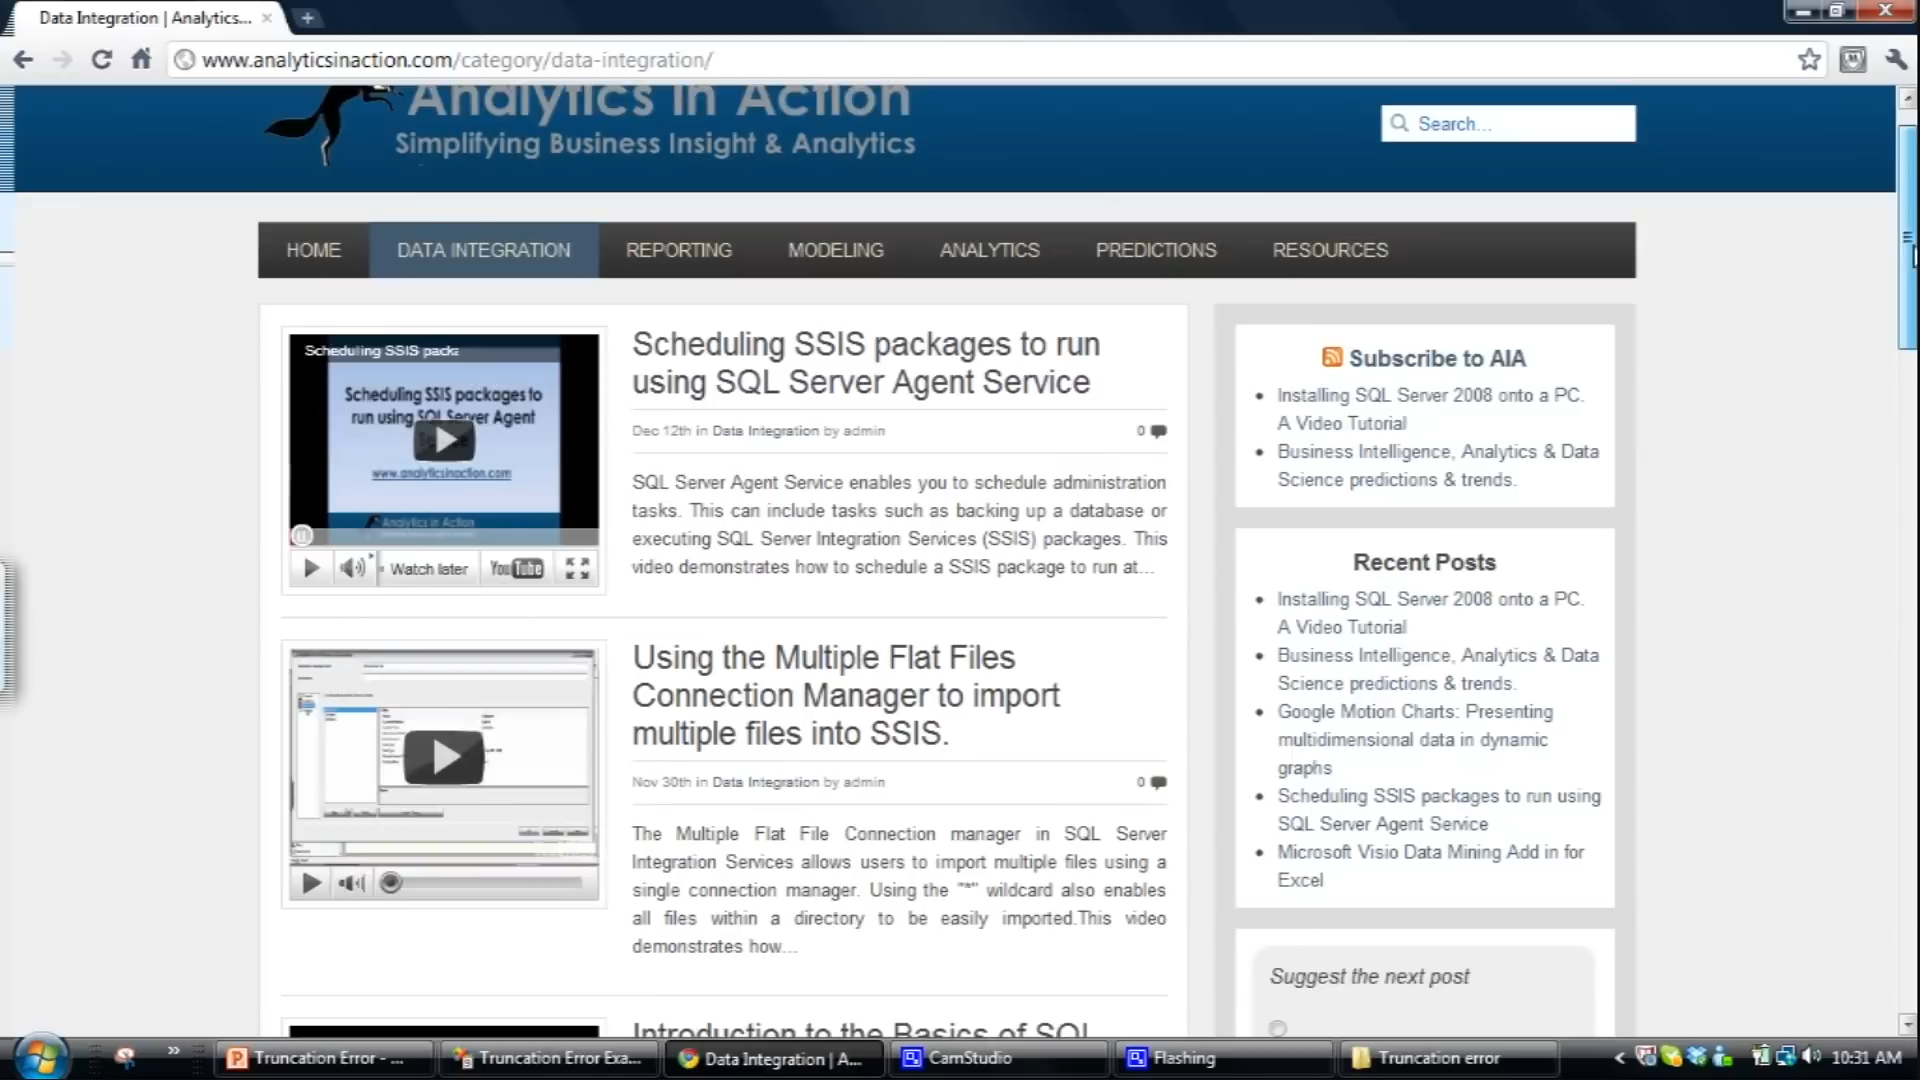 Data Integration | Analytics...
www.analyticsinaction.com/category/data-integration/
Analytics in Action
Simplifying Business Insight & Analytics
Search...
HOME DATA INTEGRATION REPORTING MODELING ANALYTICS PREDICTIONS RESOURCES
Scheduling SSIS packa
Scheduling SSIS packages to
run using SQL Server Agent
www.analyticsinaction.com
Analytics in Action
Watch later YouTube
Scheduling SSIS packages to run
using SQL Server Agent Service
Dec 12th in Data Integration by admin 0
SQL Server Agent Service enables you to schedule administration
tasks. This can include tasks such as backing up a database or
executing SQL Server Integration Services (SSIS) packages. This
video demonstrates how to schedule a SSIS package to run at...
Using the Multiple Flat Files
Connection Manager to import
multiple files into SSIS.
Nov 30th in Data Integration by admin 0
The Multiple Flat File Connection manager in SQL Server
Integration Services allows users to import multiple files using a
single connection manager. Using the "*" wildcard also enables
all files within a directory to be easily imported.This video
demonstrates how...
Introduction to the Basics of SQL
Subscribe to AIA
Installing SQL Server 2008 onto a PC.
A Video Tutorial
Business Intelligence, Analytics & Data
Science predictions & trends.
Recent Posts
Installing SQL Server 2008 onto a PC.
A Video Tutorial
Business Intelligence, Analytics & Data
Science predictions & trends.
Google Motion Charts: Presenting
multidimensional data in dynamic
graphs
Scheduling SSIS packages to run using
SQL Server Agent Service
Microsoft Visio Data Mining Add in for
Excel
Suggest the next post
Truncation Error - ... Truncation Error Exa... Data Integration | A... CamStudio Flashing Truncation error 10:31 AM